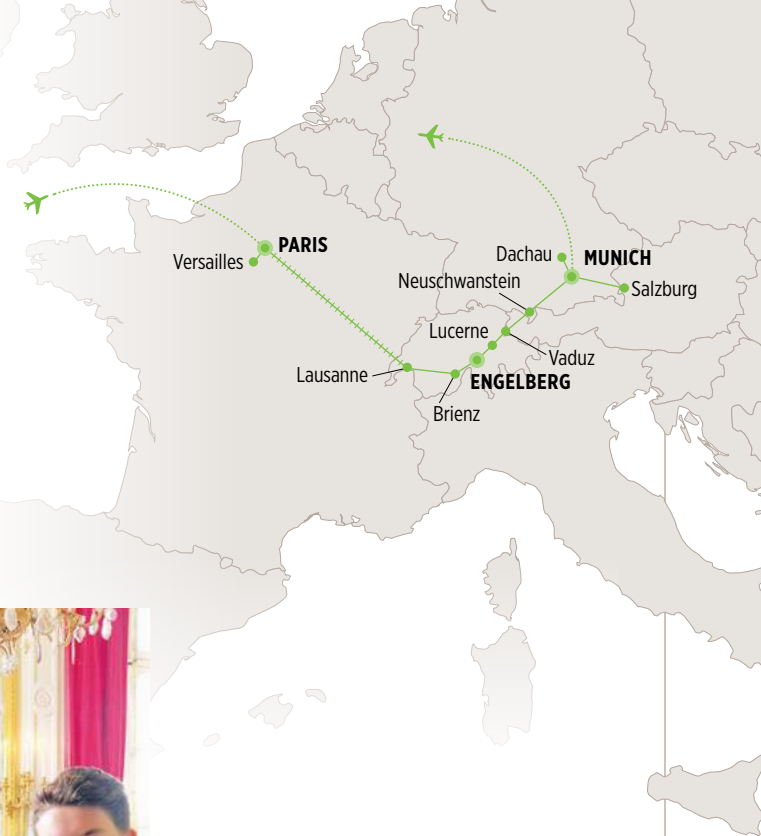 PARIS
Versailles
Dachau
MUNICH
Neuschwanstein
Salzburg
Lucerne
Vaduz
Lausanne
ENGELBERG
Brienz